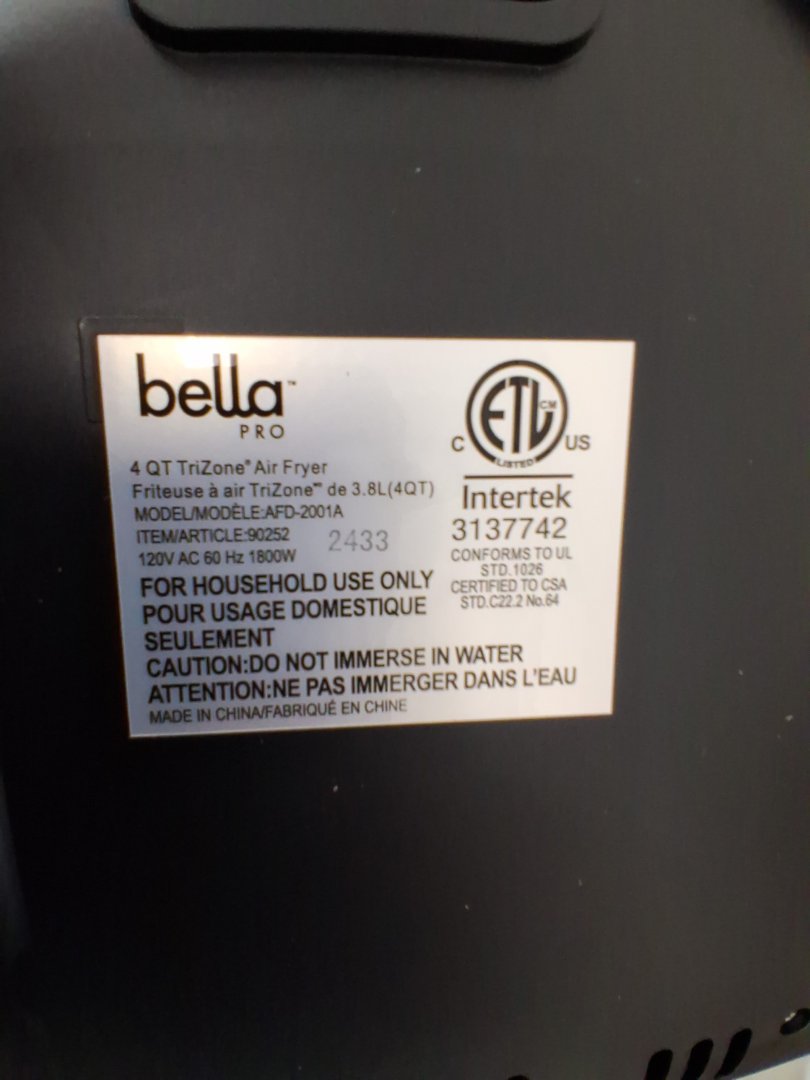 bella™
PRO
4 QT TriZone® Air Fryer
Friteuse à air TriZone™ de 3.8L(4QT)
MODEL/MODÈLE:AFD-2001A
ITEM/ARTICLE:90252
120V AC 60 Hz 1800W
2433
FOR HOUSEHOLD USE ONLY
POUR USAGE DOMESTIQUE
SEULEMENT
CAUTION:DO NOT IMMERSE IN WATER
ATTENTION:NE PAS IMMERGER DANS L'EAU
MADE IN CHINA/FABRIQUÉ EN CHINE
ETL CM
C US
LISTED
Intertek
3137742
CONFORMS TO UL
STD.1026
CERTIFIED TO CSA
STD.C22.2 No.64